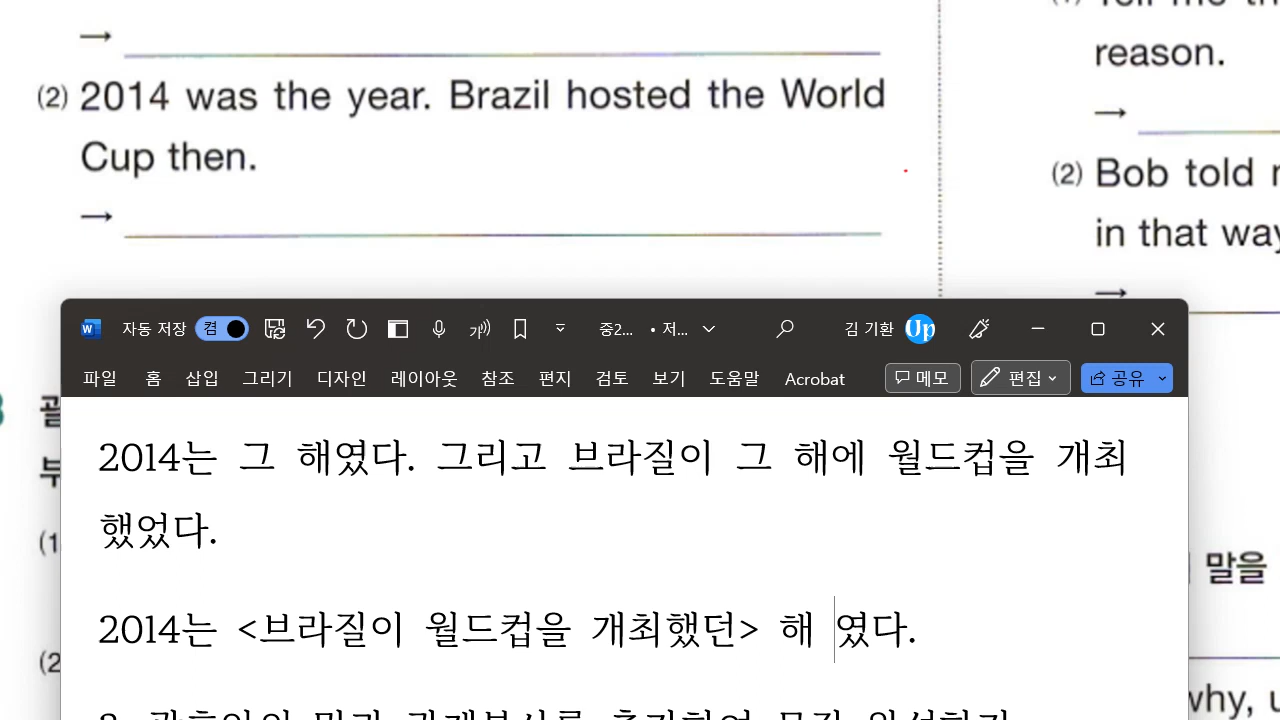 →
(2) 2014 was the year. Brazil hosted the World
Cup then.
→
reason.
→
(2) Bob told
in that way
→
자동 저장 켬 가 중2... • 저... 김 기환 Up
파일 홈 삽입 그리기 디자인 레이아웃 참조 편지 검토 보기 도움말 Acrobat 메모 편집 공유
2014는 그 해였다. 그리고 브라질이 그 해에 월드컵을 개최
했었다.
2014는 <브라질이 월드컵을 개최했던> 해 였다.
(1
(2
말을
why,